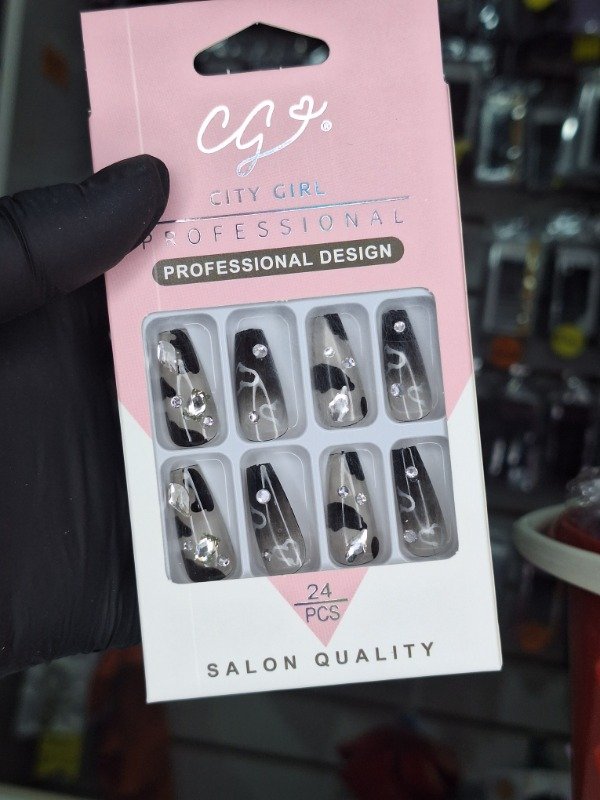 CG®
CITY GIRL
PROFESSIONAL
PROFESSIONAL DESIGN
24
PCS
SALON QUALITY